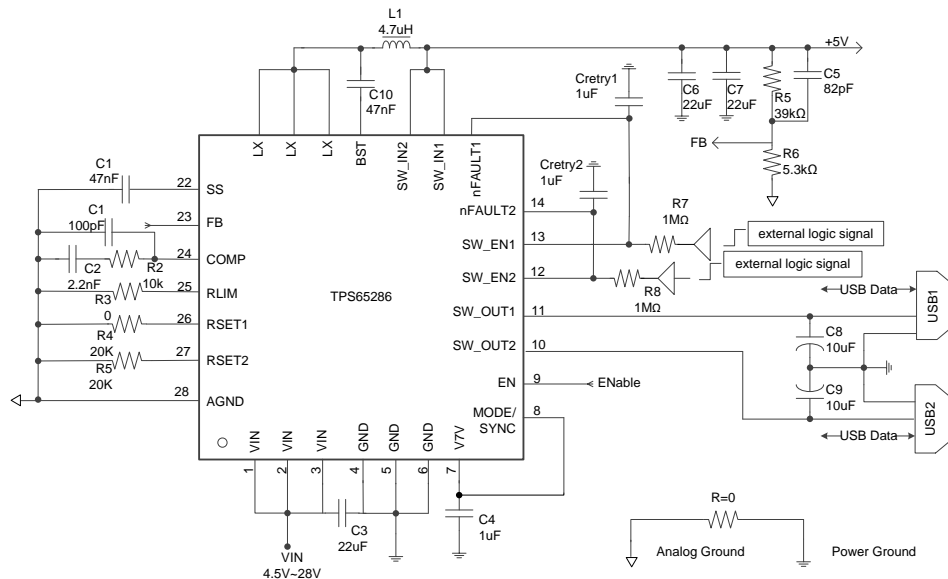 L1
4.7uH
+5V
Cretry1
1uF
C10
47nF
C6
22uF
C7
22uF
R5
39kΩ
C5
82pF
FB
R6
5.3kΩ
LX
LX
LX
BST
SW_IN2
SW_IN1
nFAULT1
C1
47nF
22
SS
Cretry2
1uF
C1
100pF
23
FB
nFAULT2
14
R7
1MΩ
external logic signal
C2
2.2nF
R2
10k
24
COMP
SW_EN1
13
external logic signal
R3
0
25
RLIM
TPS65286
SW_EN2
12
R8
1MΩ
USB Data
USB1
R4
20K
26
RSET1
SW_OUT1
11
C8
10uF
R5
20K
27
RSET2
SW_OUT2
10
28
AGND
EN
9
ENable
C9
10uF
MODE/
SYNC
8
USB Data
USB2
VIN
VIN
VIN
GND
GND
GND
V7V
1
2
3
4
5
6
7
C3
22uF
C4
1uF
VIN
4.5V~28V
R=0
Analog Ground
Power Ground